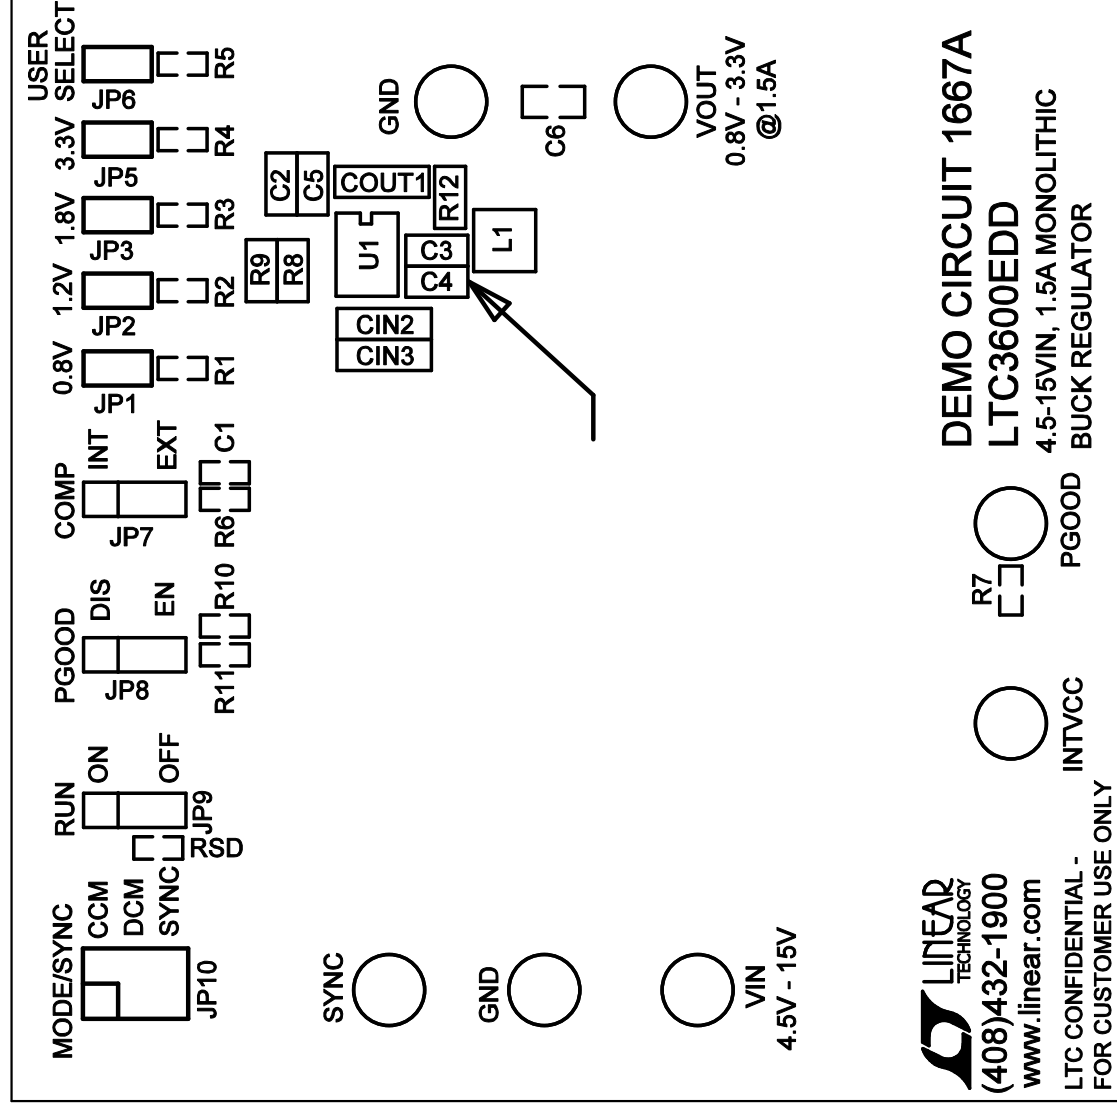 USER
SELECT
JP6
R5
3.3V
JP5
R4
1.8V
JP3
R3
1.2V
JP2
R2
0.8V
JP1
R1
COMP
INT
EXT
JP7
R6
C1
PGOOD
DIS
EN
JP8
R11
R10
RUN
ON
OFF
JP9
RSD
MODE/SYNC
CCM
DCM
SYNC
JP10
C2
C5
COUT1
R12
R9
R8
U1
C3
C4
L1
CIN2
CIN3
GND
C6
VOUT
0.8V - 3.3V
@1.5A
SYNC
GND
VIN
4.5V - 15V
DEMO CIRCUIT 1667A
LTC3600EDD
4.5-15VIN, 1.5A MONOLITHIC
BUCK REGULATOR
R7
PGOOD
INTVCC
LINEAR
TECHNOLOGY
(408)432-1900
www.linear.com
LTC CONFIDENTIAL -
FOR CUSTOMER USE ONLY